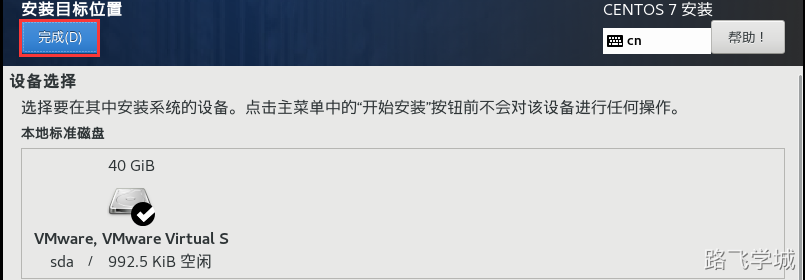 安装目标位置
CENTOS 7 安装
完成(D)
cn
帮助！
设备选择
选择要在其中安装系统的设备。点击主菜单中的“开始安装”按钮前不会对该设备进行任何操作。
本地标准磁盘
40 GiB
VMware, VMware Virtual S
sda / 992.5 KiB 空闲
路飞学城